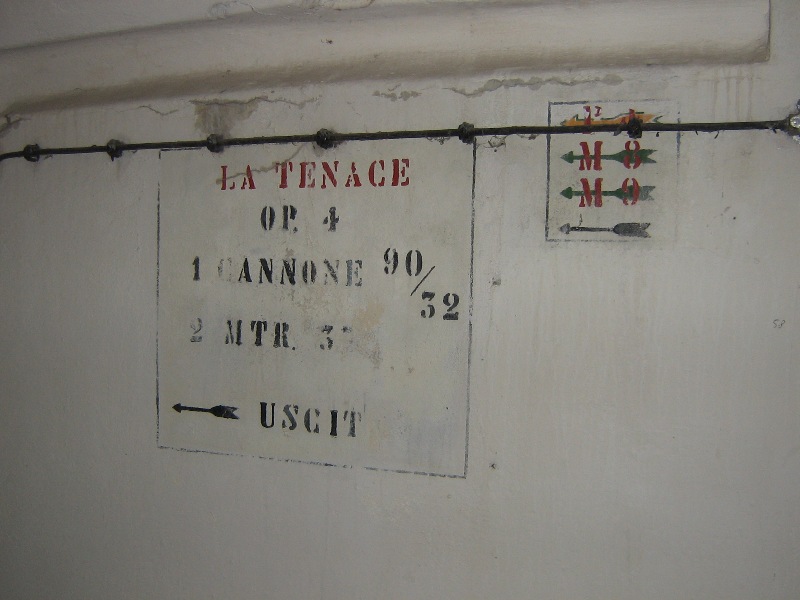 LA TENACE
OP. 4
1 CANNONE 90/32
2 MTR.
USCIT
M 8
M 9